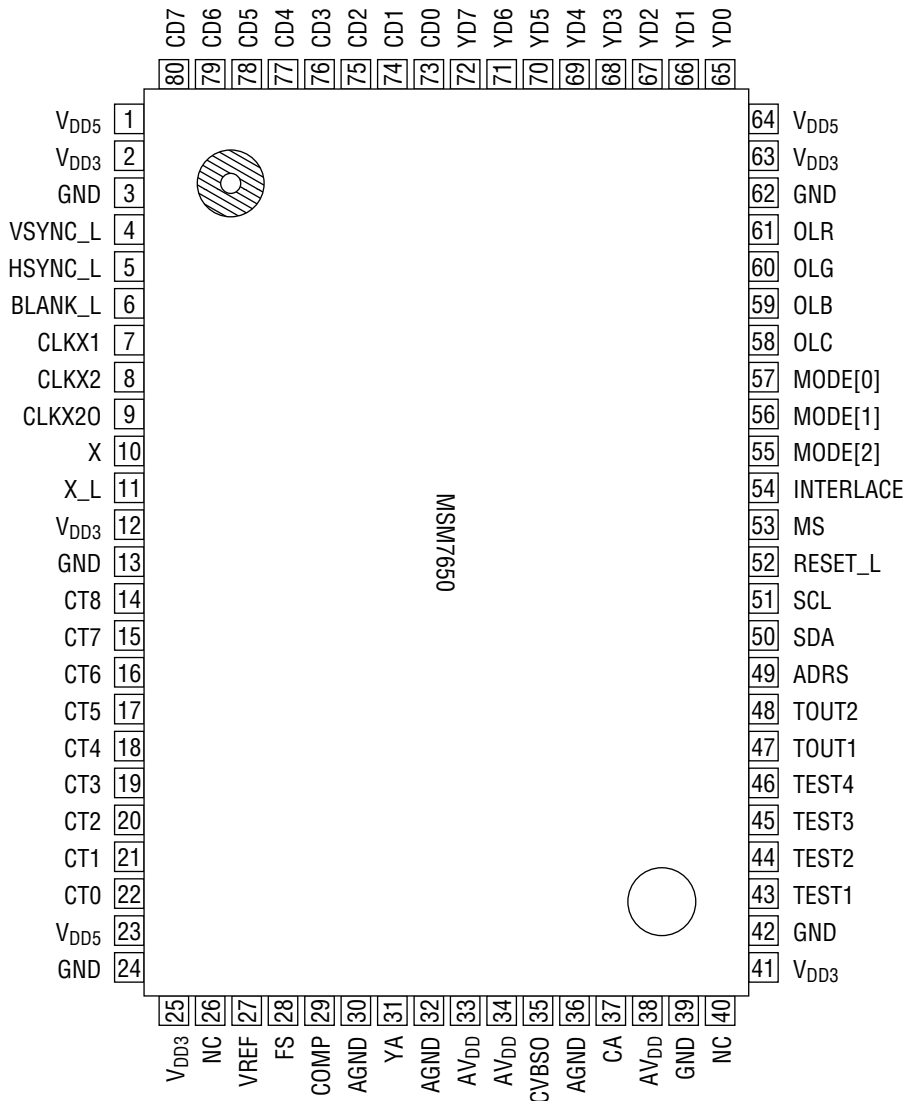 CD7 CD6 CD5 CD4 CD3 CD2 CD1 CD0 YD7 YD6 YD5 YD4 YD3 YD2 YD1 YD0
80 79 78 77 76 75 74 73 72 71 70 69 68 67 66 65
VDD5 1 64 VDD5
VDD3 2 63 VDD3
GND 3 62 GND
VSYNC_L 4 61 OLR
HSYNC_L 5 60 OLG
BLANK_L 6 59 OLB
CLKX1 7 58 OLC
CLKX2 8 57 MODE[0]
CLKX2O 9 56 MODE[1]
X 10 55 MODE[2]
X_L 11 54 INTERLACE
VDD3 12 53 MS
GND 13 52 RESET_L
CT8 14 51 SCL
CT7 15 50 SDA
CT6 16 49 ADRS
CT5 17 48 TOUT2
CT4 18 47 TOUT1
CT3 19 46 TEST4
CT2 20 45 TEST3
CT1 21 44 TEST2
CT0 22 43 TEST1
VDD5 23 42 GND
GND 24 41 VDD3
MSM7650
25 26 27 28 29 30 31 32 33 34 35 36 37 38 39 40
VDD3 NC VREF FS COMP AGND YA AGND AVDD AVDD CVBSO AGND CA AVDD GND NC